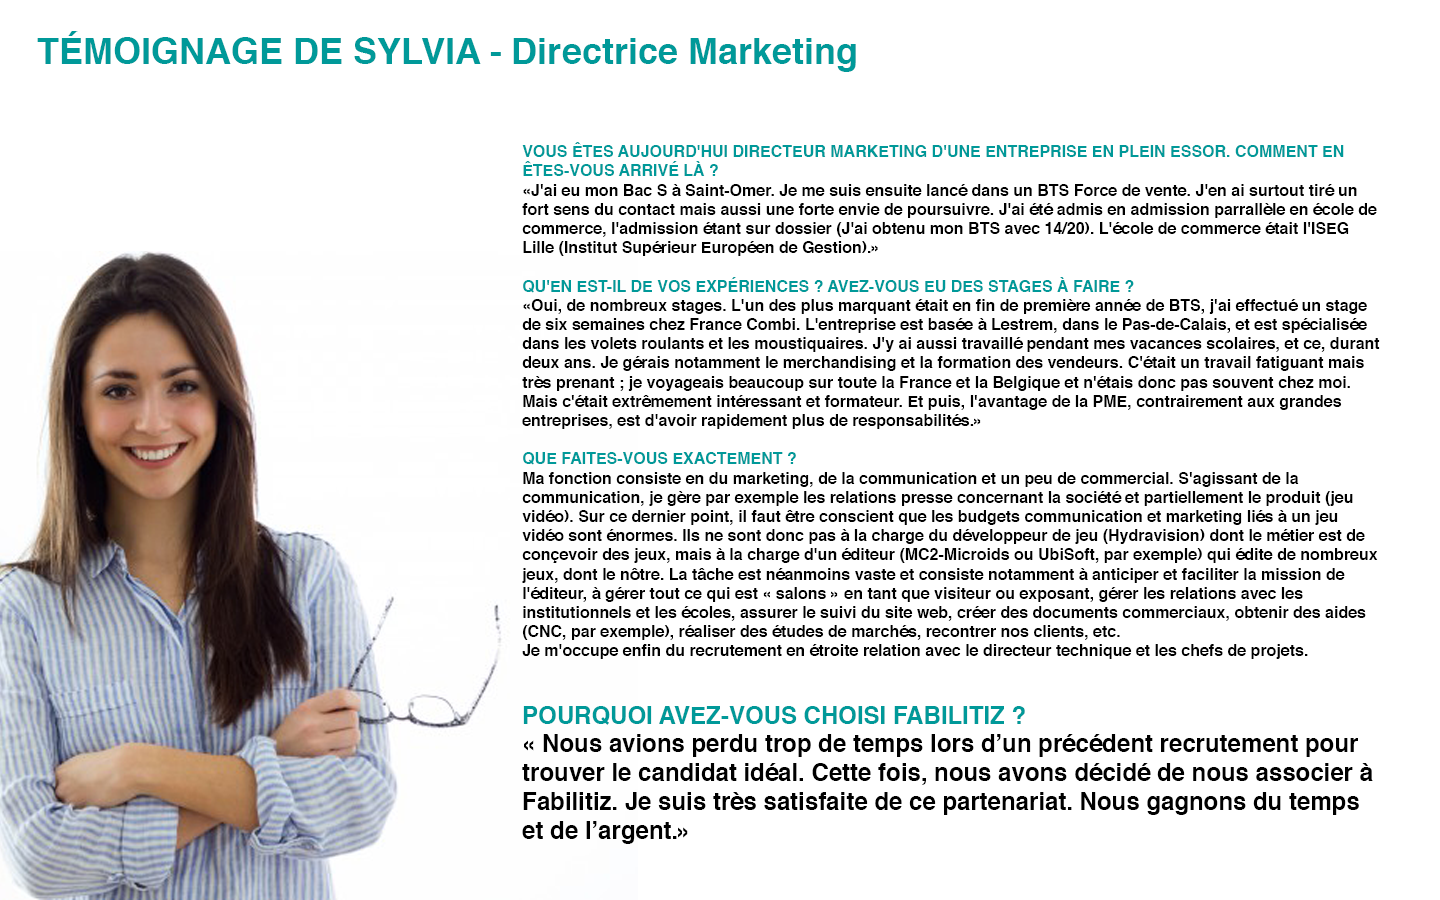 TÉMOIGNAGE DE SYLVIA - Directrice Marketing
VOUS ÊTES AUJOURD'HUI DIRECTEUR MARKETING D'UNE ENTREPRISE EN PLEIN ESSOR. COMMENT EN
ÊTES-VOUS ARRIVÉ LÀ ?
«J'ai eu mon Bac S à Saint-Omer. Je me suis ensuite lancé dans un BTS Force de vente. J'en ai surtout tiré un
fort sens du contact mais aussi une forte envie de poursuivre. J'ai été admis en admission parrallèle en école de
commerce, l'admission étant sur dossier (J'ai obtenu mon BTS avec 14/20). L'école de commerce était l'ISEG
Lille (Institut Supérieur Européen de Gestion).»
QU'EN EST-IL DE VOS EXPÉRIENCES ? AVEZ-VOUS EU DES STAGES À FAIRE ?
«Oui, de nombreux stages. L'un des plus marquant était en fin de première année de BTS, j'ai effectué un stage
de six semaines chez France Combi. L'entreprise est basée à Lestrem, dans le Pas-de-Calais, et est spécialisée
dans les volets roulants et les moustiquaires. J'y ai aussi travaillé pendant mes vacances scolaires, et ce, durant
deux ans. Je gérais notamment le merchandising et la formation des vendeurs. C'était un travail fatiguant mais
très prenant ; je voyageais beaucoup sur toute la France et la Belgique et n'étais donc pas souvent chez moi.
Mais c'était extrêmement intéressant et formateur. Et puis, l'avantage de la PME, contrairement aux grandes
entreprises, est d'avoir rapidement plus de responsabilités.»
QUE FAITES-VOUS EXACTEMENT ?
Ma fonction consiste en du marketing, de la communication et un peu de commercial. S'agissant de la
communication, je gère par exemple les relations presse concernant la société et partiellement le produit (jeu
vidéo). Sur ce dernier point, il faut être conscient que les budgets communication et marketing liés à un jeu
vidéo sont énormes. Ils ne sont donc pas à la charge du développeur de jeu (Hydravision) dont le métier est de
conçevoir des jeux, mais à la charge d'un éditeur (MC2-Microids ou UbiSoft, par exemple) qui édite de nombreux
jeux, dont le nôtre. La tâche est néanmoins vaste et consiste notamment à anticiper et faciliter la mission de
l'éditeur, à gérer tout ce qui est « salons » en tant que visiteur ou exposant, gérer les relations avec les
institutionnels et les écoles, assurer le suivi du site web, créer des documents commerciaux, obtenir des aides
(CNC, par exemple), réaliser des études de marchés, recontrer nos clients, etc.
Je m'occupe enfin du recrutement en étroite relation avec le directeur technique et les chefs de projets.
POURQUOI AVEZ-VOUS CHOISI FABILITIZ ?
« Nous avions perdu trop de temps lors d’un précédent recrutement pour
trouver le candidat idéal. Cette fois, nous avons décidé de nous associer à
Fabilitiz. Je suis très satisfaite de ce partenariat. Nous gagnons du temps
et de l’argent.»